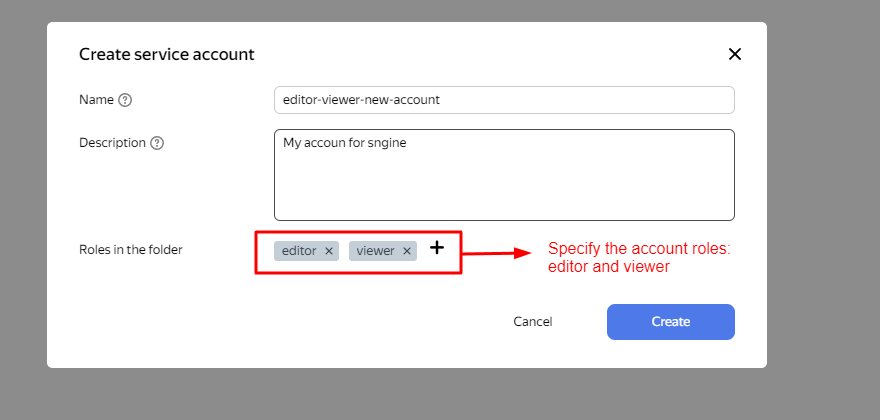 Create service account
Name
editor-viewer-new-account
Description
My accoun for sngine
Roles in the folder
editor
viewer
Specify the account roles:
editor and viewer
Cancel
Create